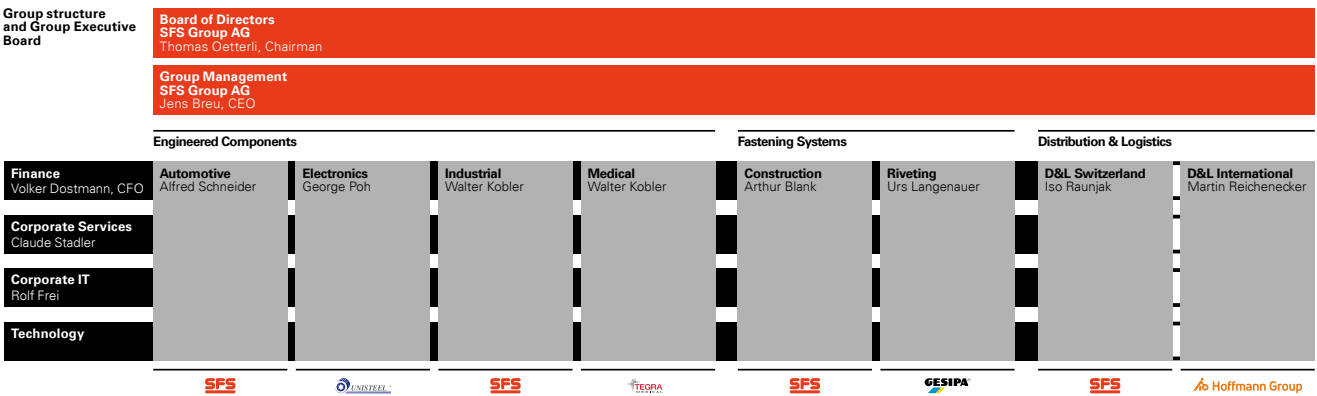 Group structure
and Group Executive
Board
Board of Directors
SFS Group AG
Thomas Oetterli, Chairman
Group Management
SFS Group AG
Jens Breu, CEO
Engineered Components
Fastening Systems
Distribution & Logistics
Finance
Volker Dostmann, CFO
Corporate Services
Claude Stadler
Corporate IT
Rolf Frei
Technology
Automotive
Alfred Schneider
Electronics
George Poh
Industrial
Walter Kobler
Medical
Walter Kobler
Construction
Arthur Blank
Riveting
Urs Langenauer
D&L Switzerland
Iso Raunjak
D&L International
Martin Reichenecker
SFS
UNISTEEL
SFS
TEGRA
MEDICAL
SFS
GESIPA
SFS
Hoffmann Group